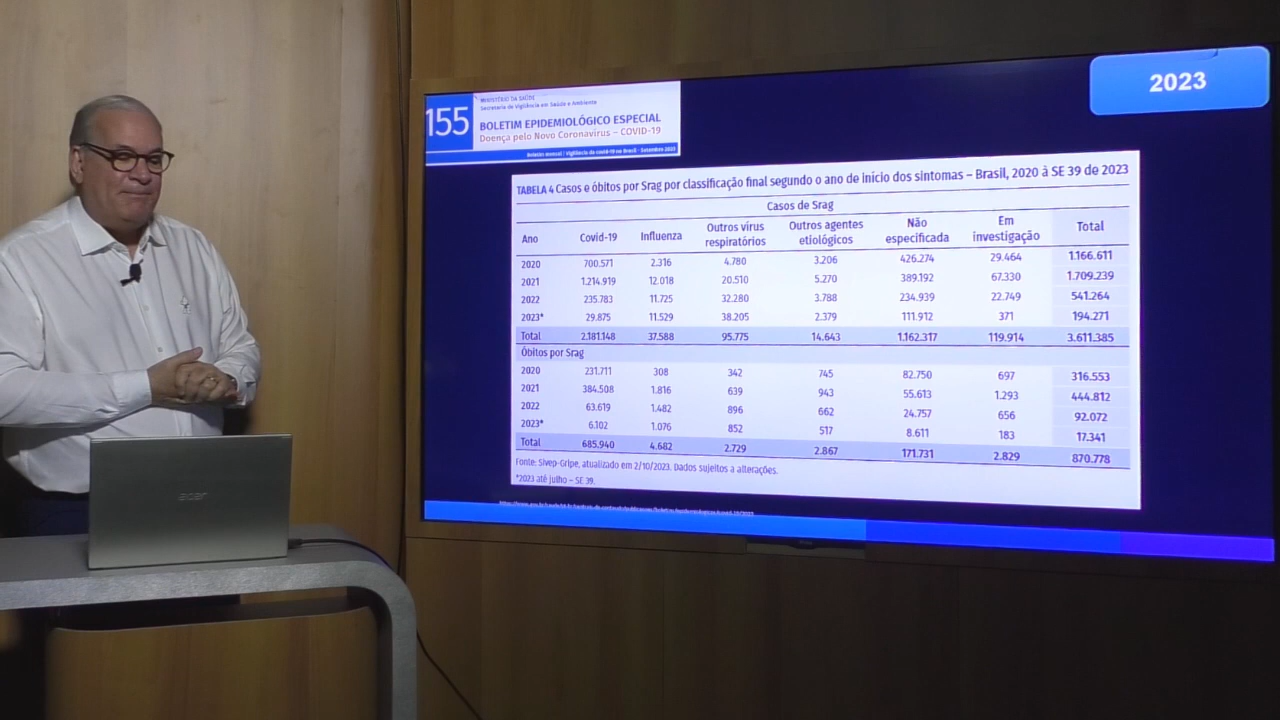 2023
155
MINISTÉRIO DA SAÚDE
Secretaria de Vigilância em Saúde e Ambiente
BOLETIM EPIDEMIOLÓGICO ESPECIAL
Doença pelo Novo Coronavírus – COVID-19
Boletim anual | Vigilância da covid-19 no Brasil - Setembro 2023
TABELA 4 Casos e óbitos por Srag por classificação final segundo o ano de início dos sintomas – Brasil, 2020 à SE 39 de 2023
Casos de Srag
Ano Covid-19 Influenza Outros vírus respiratórios Outros agentes etiológicos Não especificada Em investigação Total
2020 700.571 2.316 4.780 3.206 426.274 29.464 1.166.611
2021 1.214.919 12.018 20.510 5.270 389.192 67.330 1.709.239
2022 235.783 11.725 32.280 3.788 234.939 22.749 541.264
2023* 29.875 11.529 38.205 2.379 111.912 371 194.271
Total 2.181.148 37.588 95.775 14.643 1.162.317 119.914 3.611.385
Óbitos por Srag
2020 231.711 308 342 745 82.750 697 316.553
2021 384.508 1.816 639 943 55.613 1.293 444.812
2022 63.619 1.482 896 662 24.757 656 92.072
2023* 6.102 1.076 852 517 8.611 183 17.341
Total 685.940 4.682 2.729 2.867 171.731 2.829 870.778
Fonte: Sivep-Gripe, atualizado em 2/10/2023. Dados sujeitos a alterações.
*2023 até julho – SE 39.
acer